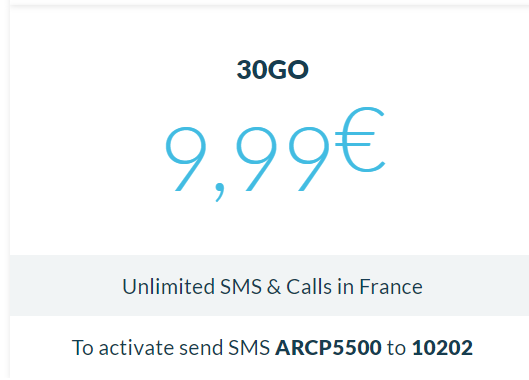 30GO
9,99€
Unlimited SMS & Calls in France
To activate send SMS ARCP5500 to 10202